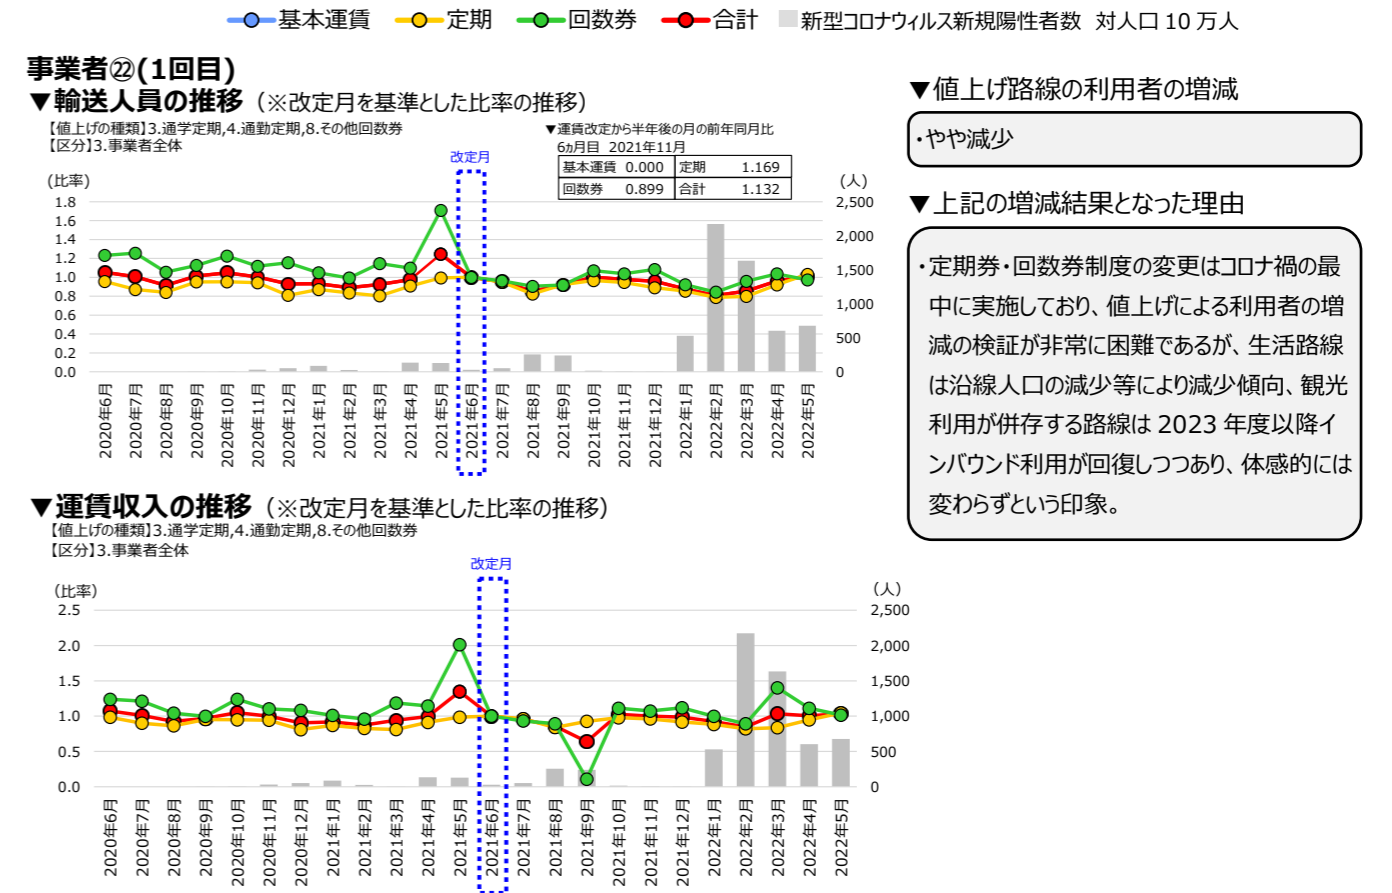 基本運賃 定期 回数券 合計 新型コロナウィルス新規陽性者数 対人口10万人
事業者㉒(1回目)
▼輸送人員の推移（※改定月を基準とした比率の推移）
【値上げの種類】3.通学定期,4.通勤定期,8.その他回数券
【区分】3.事業者全体
▼運賃改定から半年後の月の前年同月比
6ヵ月目 2021年11月
基本運賃 0.000 定期 1.169
回数券 0.899 合計 1.132
改定月
(比率)
(人)
1.8
1.6
1.4
1.2
1.0
0.8
0.6
0.4
0.2
0.0
2,500
2,000
1,500
1,000
500
0
2020年6月
2020年7月
2020年8月
2020年9月
2020年10月
2020年11月
2020年12月
2021年1月
2021年2月
2021年3月
2021年4月
2021年5月
2021年6月
2021年7月
2021年8月
2021年9月
2021年10月
2021年11月
2021年12月
2022年1月
2022年2月
2022年3月
2022年4月
2022年5月
▼運賃収入の推移（※改定月を基準とした比率の推移）
【値上げの種類】3.通学定期,4.通勤定期,8.その他回数券
【区分】3.事業者全体
改定月
(比率)
(人)
2.5
2.0
1.5
1.0
0.5
0.0
2,500
2,000
1,500
1,000
500
0
2020年6月
2020年7月
2020年8月
2020年9月
2020年10月
2020年11月
2020年12月
2021年1月
2021年2月
2021年3月
2021年4月
2021年5月
2021年6月
2021年7月
2021年8月
2021年9月
2021年10月
2021年11月
2021年12月
2022年1月
2022年2月
2022年3月
2022年4月
2022年5月
▼値上げ路線の利用者の増減
・やや減少
▼上記の増減結果となった理由
・定期券・回数券制度の変更はコロナ禍の最
中に実施しており、値上げによる利用者の増
減の検証が非常に困難であるが、生活路線
は沿線人口の減少等により減少傾向、観光
利用が併存する路線は 2023 年度以降イ
ンバウンド利用が回復しつつあり、体感的には
変わらずという印象。